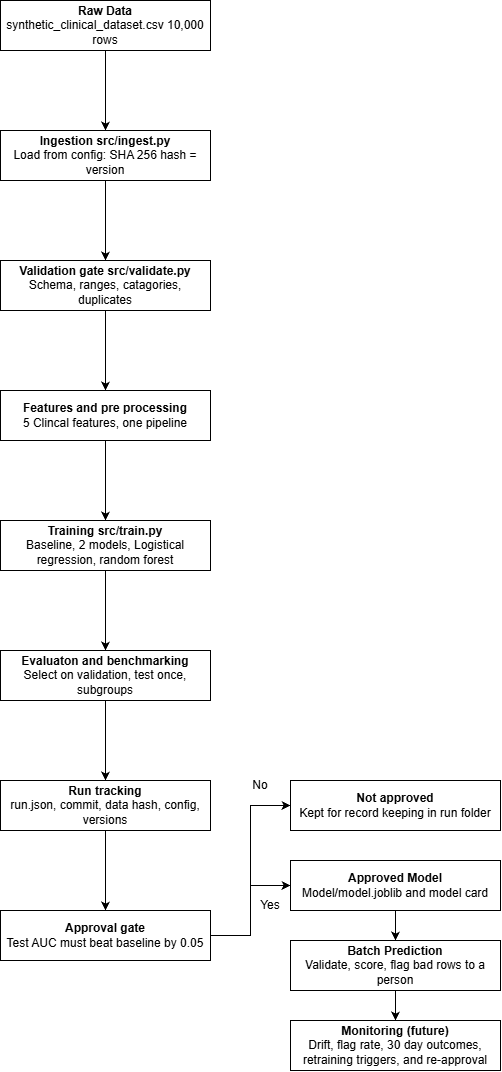 Raw Data
synthetic_clinical_dataset.csv 10,000
rows
Ingestion src/ingest.py
Load from config: SHA 256 hash =
version
Validation gate src/validate.py
Schema, ranges, catagories,
duplicates
Features and pre processing
5 Clincal features, one pipeline
Training src/train.py
Baseline, 2 models, Logistical
regression, random forest
Evaluaton and benchmarking
Select on validation, test once,
subgroups
Run tracking
run.json, commit, data hash, config,
versions
Approval gate
Test AUC must beat baseline by 0.05
No
Not approved
Kept for record keeping in run folder
Yes
Approved Model
Model/model.joblib and model card
Batch Prediction
Validate, score, flag bad rows to a
person
Monitoring (future)
Drift, flag rate, 30 day outcomes,
retraining triggers, and re-approval